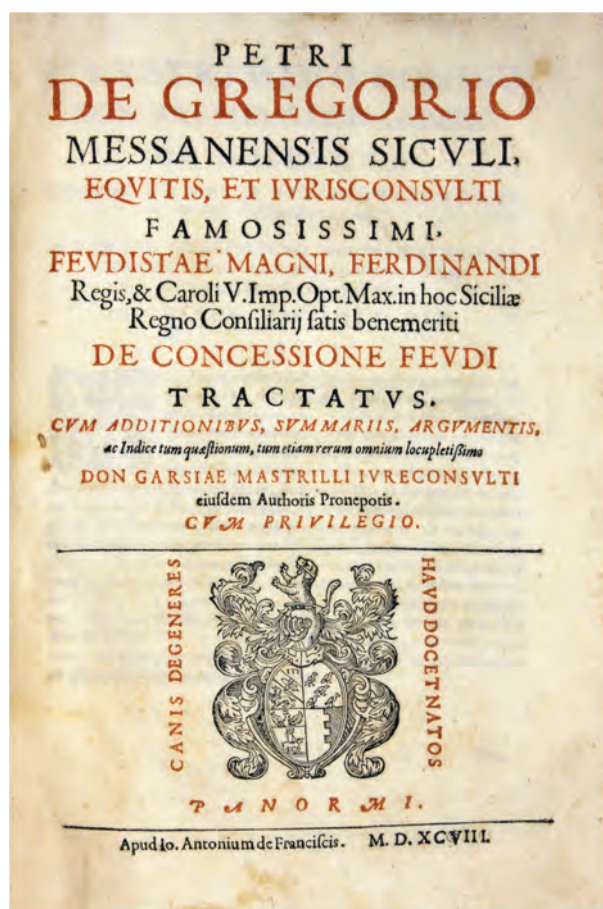 PETRI
DE GREGORIO
MESSANENSIS SICVLI,
EQVITIS, ET IVRISCONSVLTI
FAMOSISSIMI,
FEVDISTAE MAGNI, FERDINANDI
Regis, & Caroli V. Imp. Opt. Max. in hoc Siciliæ
Regno Consiliarij satis benemeriti
DE CONCESSIONE FEVDI
TRACTATVS.
CVM ADDITIONIBVS, SVMMARIIS, ARGVMENTIS,
ac Indice tum quæstionum, tum etiam rerum omnium locupletißimo
DON GARSIAE MASTRILLI IVRECONSVLTI
eiusdem Authoris Pronepotis.
CVM PRIVILEGIO.
CANIS DEGENERES
HAVD DOCET NATOS
PANORMI.
Apud Io. Antonium de Franciscis. M. D. XCVIII.